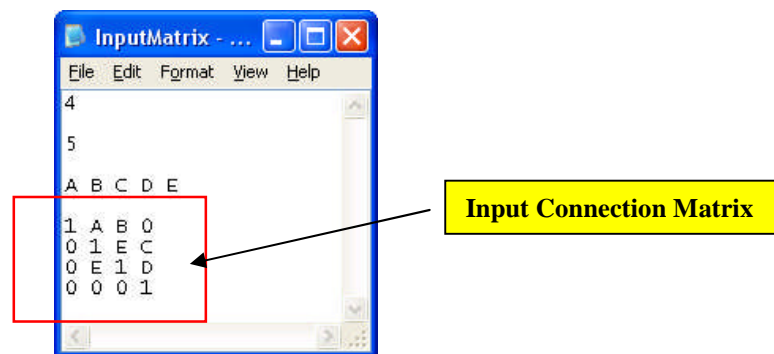 InputMatrix - ...
File Edit Format View Help
4
5
A B C D E
1 A B 0
0 1 E C
0 E 1 D
0 0 0 1
Input Connection Matrix